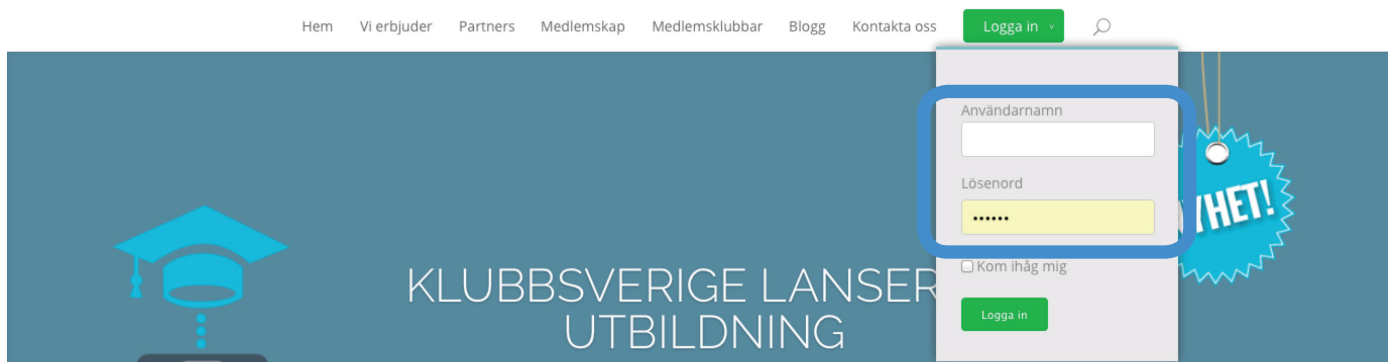 Hem Vi erbjuder Partners Medlemskap Medlemsklubbar Blogg Kontakta oss Logga in
Användarnamn
Lösenord
••••••
Kom ihåg mig
Logga in
KLUBBSVERIGE LANSER
UTBILDNING
YHET!